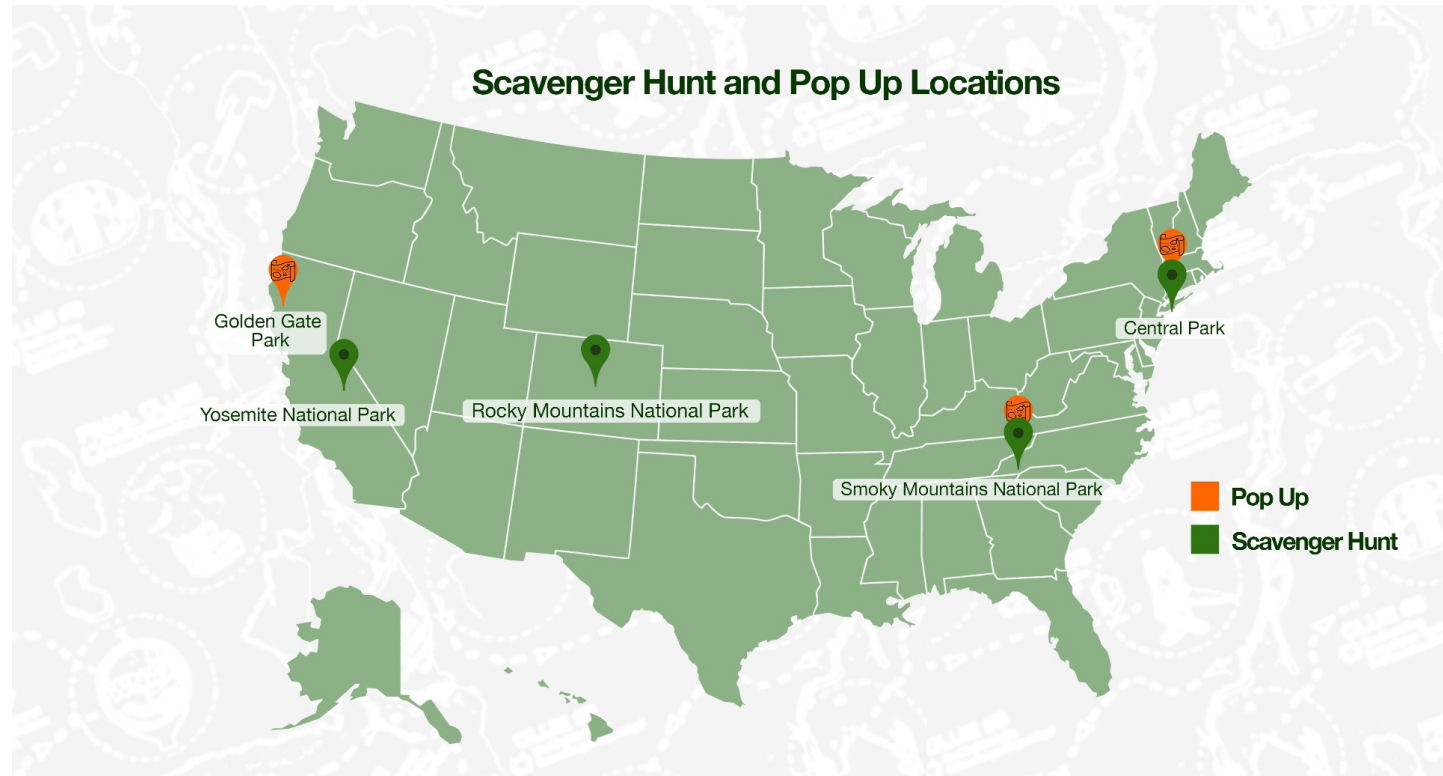 Scavenger Hunt and Pop Up Locations
Golden Gate
Park
Central Park
Yosemite National Park
Rocky Mountains National Park
Smoky Mountains National Park
Pop Up
Scavenger Hunt